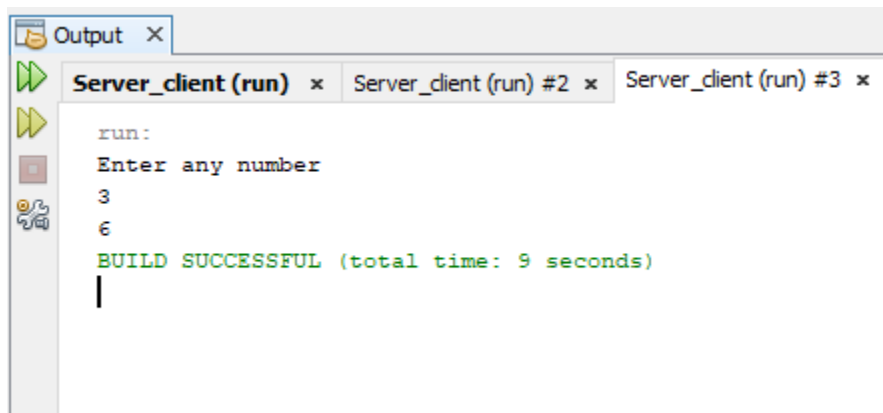 Output
Server_client (run) Server_client (run) #2 Server_client (run) #3
run:
Enter any number
3
6
BUILD SUCCESSFUL (total time: 9 seconds)